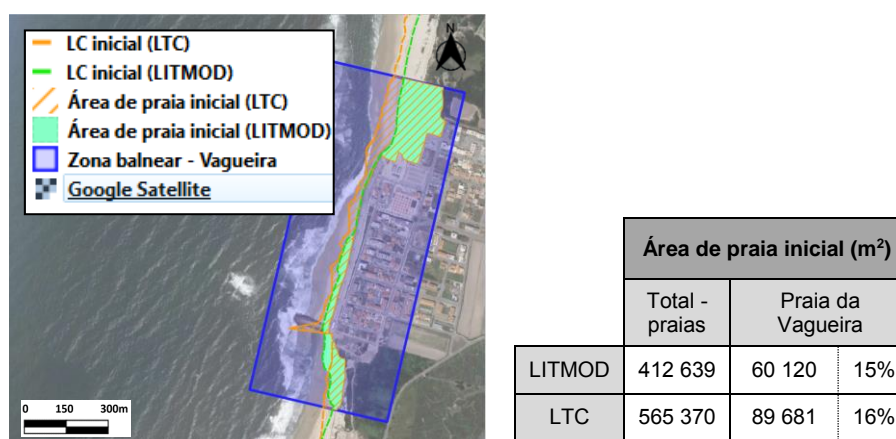 LC inicial (LTC)
LC inicial (LITMOD)
Área de praia inicial (LTC)
Área de praia inicial (LITMOD)
Zona balnear - Vagueira
Google Satellite
N
0 150 300m
Área de praia inicial (m²)
Total -
praias
Praia da
Vagueira
LITMOD 412 639 60 120 15%
LTC 565 370 89 681 16%